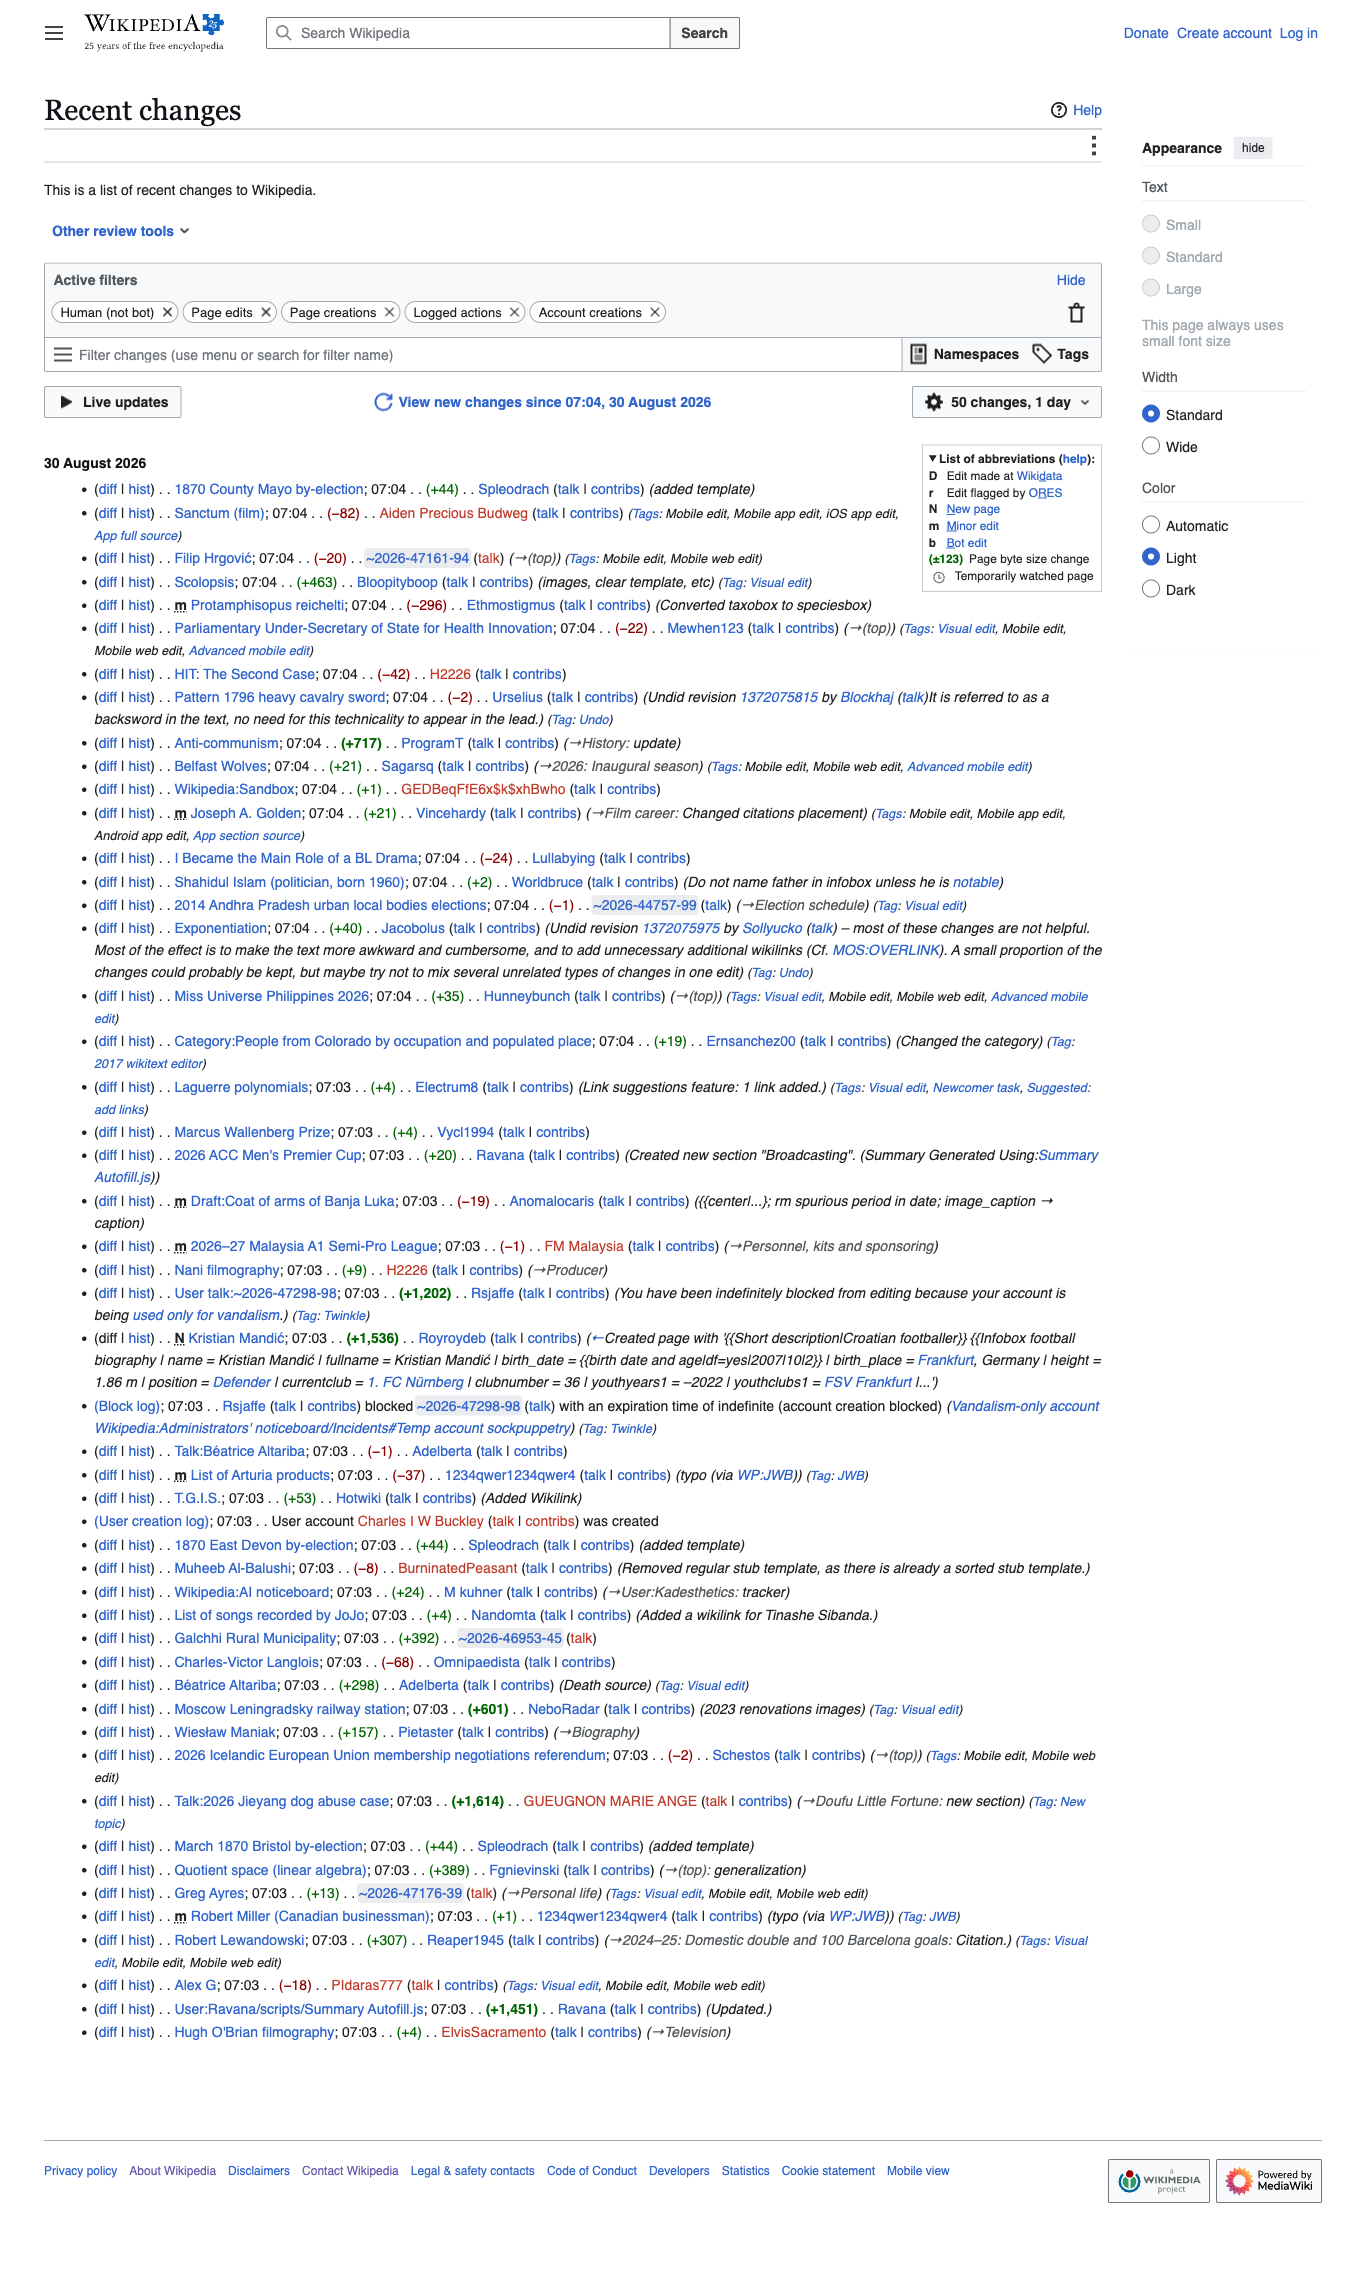 WIKIPEDIA 25
25 years of the free encyclopedia
Search Wikipedia
Search
Donate Create account Log in
Recent changes
Help
This is a list of recent changes to Wikipedia.
Other review tools
Active filters
Hide
Human (not bot) Page edits Page creations Logged actions Account creations
Filter changes (use menu or search for filter name)
Namespaces Tags
Live updates
View new changes since 07:04, 30 August 2026
50 changes, 1 day
Appearance hide
Text
Small
Standard
Large
This page always uses
small font size
Width
Standard
Wide
Color
Automatic
Light
Dark
List of abbreviations (help):
D Edit made at Wikidata
r Edit flagged by ORES
N New page
m Minor edit
b Bot edit
(±123) Page byte size change
Temporarily watched page
30 August 2026
• (diff | hist) . . 1870 County Mayo by-election; 07:04 . . (+44) . . Spleodrach (talk | contribs) (added template)
• (diff | hist) . . Sanctum (film); 07:04 . . (−82) . . Aiden Precious Budweg (talk | contribs) (Tags: Mobile edit, Mobile app edit, iOS app edit,
App full source)
• (diff | hist) . . Filip Hrgović; 07:04 . . (−20) . . ~2026-47161-94 (talk) (→(top)) (Tags: Mobile edit, Mobile web edit)
• (diff | hist) . . Scolopsis; 07:04 . . (+463) . . Bloopityboop (talk | contribs) (images, clear template, etc) (Tag: Visual edit)
• (diff | hist) . . m Protamphisopus reichelti; 07:04 . . (−296) . . Ethmostigmus (talk | contribs) (Converted taxobox to speciesbox)
• (diff | hist) . . Parliamentary Under-Secretary of State for Health Innovation; 07:04 . . (−22) . . Mewhen123 (talk | contribs) (→(top)) (Tags: Visual edit, Mobile edit,
Mobile web edit, Advanced mobile edit)
• (diff | hist) . . HIT: The Second Case; 07:04 . . (−42) . . H2226 (talk | contribs)
• (diff | hist) . . Pattern 1796 heavy cavalry sword; 07:04 . . (−2) . . Urselius (talk | contribs) (Undid revision 1372075815 by Blockhaj (talk)It is referred to as a
backsword in the text, no need for this technicality to appear in the lead.) (Tag: Undo)
• (diff | hist) . . Anti-communism; 07:04 . . (+717) . . ProgramT (talk | contribs) (→History: update)
• (diff | hist) . . Belfast Wolves; 07:04 . . (+21) . . Sagarsq (talk | contribs) (→2026: Inaugural season) (Tags: Mobile edit, Mobile web edit, Advanced mobile edit)
• (diff | hist) . . Wikipedia:Sandbox; 07:04 . . (+1) . . GEDBeqFfE6x$k$xhBwho (talk | contribs)
• (diff | hist) . . m Joseph A. Golden; 07:04 . . (+21) . . Vincehardy (talk | contribs) (→Film career: Changed citations placement) (Tags: Mobile edit, Mobile app edit,
Android app edit, App section source)
• (diff | hist) . . I Became the Main Role of a BL Drama; 07:04 . . (−24) . . Lullabying (talk | contribs)
• (diff | hist) . . Shahidul Islam (politician, born 1960); 07:04 . . (+2) . . Worldbruce (talk | contribs) (Do not name father in infobox unless he is notable)
• (diff | hist) . . 2014 Andhra Pradesh urban local bodies elections; 07:04 . . (−1) . . ~2026-44757-99 (talk) (→Election schedule) (Tag: Visual edit)
• (diff | hist) . . Exponentiation; 07:04 . . (+40) . . Jacobolus (talk | contribs) (Undid revision 1372075975 by Sollyucko (talk) – most of these changes are not helpful.
Most of the effect is to make the text more awkward and cumbersome, and to add unnecessary additional wikilinks (Cf. MOS:OVERLINK). A small proportion of the
changes could probably be kept, but maybe try not to mix several unrelated types of changes in one edit) (Tag: Undo)
• (diff | hist) . . Miss Universe Philippines 2026; 07:04 . . (+35) . . Hunneybunch (talk | contribs) (→(top)) (Tags: Visual edit, Mobile edit, Mobile web edit, Advanced mobile
edit)
• (diff | hist) . . Category:People from Colorado by occupation and populated place; 07:04 . . (+19) . . Ernsanchez00 (talk | contribs) (Changed the category) (Tag:
2017 wikitext editor)
• (diff | hist) . . Laguerre polynomials; 07:03 . . (+4) . . Electrum8 (talk | contribs) (Link suggestions feature: 1 link added.) (Tags: Visual edit, Newcomer task, Suggested:
add links)
• (diff | hist) . . Marcus Wallenberg Prize; 07:03 . . (+4) . . Vycl1994 (talk | contribs)
• (diff | hist) . . 2026 ACC Men's Premier Cup; 07:03 . . (+20) . . Ravana (talk | contribs) (Created new section "Broadcasting". (Summary Generated Using:Summary
Autofill.js))
• (diff | hist) . . m Draft:Coat of arms of Banja Luka; 07:03 . . (−19) . . Anomalocaris (talk | contribs) ({{center|...}; rm spurious period in date; image_caption →
caption)
• (diff | hist) . . m 2026–27 Malaysia A1 Semi-Pro League; 07:03 . . (−1) . . FM Malaysia (talk | contribs) (→Personnel, kits and sponsoring)
• (diff | hist) . . Nani filmography; 07:03 . . (+9) . . H2226 (talk | contribs) (→Producer)
• (diff | hist) . . User talk:~2026-47298-98; 07:03 . . (+1,202) . . Rsjaffe (talk | contribs) (You have been indefinitely blocked from editing because your account is
being used only for vandalism.) (Tag: Twinkle)
• (diff | hist) . . N Kristian Mandić; 07:03 . . (+1,536) . . Royroydeb (talk | contribs) (←Created page with '{{Short description|Croatian footballer}} {{Infobox football
biography | name = Kristian Mandić | fullname = Kristian Mandić | birth_date = {{birth date and age|df=yes|2007|10|2}} | birth_place = Frankfurt, Germany | height =
1.86 m | position = Defender | currentclub = 1. FC Nürnberg | clubnumber = 36 | youthyears1 = –2022 | youthclubs1 = FSV Frankfurt |...')
• (Block log); 07:03 . . Rsjaffe (talk | contribs) blocked ~2026-47298-98 (talk) with an expiration time of indefinite (account creation blocked) (Vandalism-only account
Wikipedia:Administrators' noticeboard/Incidents#Temp account sockpuppetry) (Tag: Twinkle)
• (diff | hist) . . Talk:Béatrice Altariba; 07:03 . . (−1) . . Adelberta (talk | contribs)
• (diff | hist) . . m List of Arturia products; 07:03 . . (−37) . . 1234qwer1234qwer4 (talk | contribs) (typo (via WP:JWB)) (Tag: JWB)
• (diff | hist) . . T.G.I.S.; 07:03 . . (+53) . . Hotwiki (talk | contribs) (Added Wikilink)
• (User creation log); 07:03 . . User account Charles I W Buckley (talk | contribs) was created
• (diff | hist) . . 1870 East Devon by-election; 07:03 . . (+44) . . Spleodrach (talk | contribs) (added template)
• (diff | hist) . . Muheeb Al-Balushi; 07:03 . . (−8) . . BurninatedPeasant (talk | contribs) (Removed regular stub template, as there is already a sorted stub template.)
• (diff | hist) . . Wikipedia:AI noticeboard; 07:03 . . (+24) . . M kuhner (talk | contribs) (→User:Kadesthetics: tracker)
• (diff | hist) . . List of songs recorded by JoJo; 07:03 . . (+4) . . Nandomta (talk | contribs) (Added a wikilink for Tinashe Sibanda.)
• (diff | hist) . . Galchhi Rural Municipality; 07:03 . . (+392) . . ~2026-46953-45 (talk)
• (diff | hist) . . Charles-Victor Langlois; 07:03 . . (−68) . . Omnipaedista (talk | contribs)
• (diff | hist) . . Béatrice Altariba; 07:03 . . (+298) . . Adelberta (talk | contribs) (Death source) (Tag: Visual edit)
• (diff | hist) . . Moscow Leningradsky railway station; 07:03 . . (+601) . . NeboRadar (talk | contribs) (2023 renovations images) (Tag: Visual edit)
• (diff | hist) . . Wiesław Maniak; 07:03 . . (+157) . . Pietaster (talk | contribs) (→Biography)
• (diff | hist) . . 2026 Icelandic European Union membership negotiations referendum; 07:03 . . (−2) . . Schestos (talk | contribs) (→(top)) (Tags: Mobile edit, Mobile web
edit)
• (diff | hist) . . Talk:2026 Jieyang dog abuse case; 07:03 . . (+1,614) . . GUEUGNON MARIE ANGE (talk | contribs) (→Doufu Little Fortune: new section) (Tag: New
topic)
• (diff | hist) . . March 1870 Bristol by-election; 07:03 . . (+44) . . Spleodrach (talk | contribs) (added template)
• (diff | hist) . . Quotient space (linear algebra); 07:03 . . (+389) . . Fgnievinski (talk | contribs) (→(top): generalization)
• (diff | hist) . . Greg Ayres; 07:03 . . (+13) . . ~2026-47176-39 (talk) (→Personal life) (Tags: Visual edit, Mobile edit, Mobile web edit)
• (diff | hist) . . m Robert Miller (Canadian businessman); 07:03 . . (+1) . . 1234qwer1234qwer4 (talk | contribs) (typo (via WP:JWB)) (Tag: JWB)
• (diff | hist) . . Robert Lewandowski; 07:03 . . (+307) . . Reaper1945 (talk | contribs) (→2024–25: Domestic double and 100 Barcelona goals: Citation.) (Tags: Visual
edit, Mobile edit, Mobile web edit)
• (diff | hist) . . Alex G; 07:03 . . (−18) . . PIdaras777 (talk | contribs) (Tags: Visual edit, Mobile edit, Mobile web edit)
• (diff | hist) . . User:Ravana/scripts/Summary Autofill.js; 07:03 . . (+1,451) . . Ravana (talk | contribs) (Updated.)
• (diff | hist) . . Hugh O'Brian filmography; 07:03 . . (+4) . . ElvisSacramento (talk | contribs) (→Television)
Privacy policy About Wikipedia Disclaimers Contact Wikipedia Legal & safety contacts Code of Conduct Developers Statistics Cookie statement Mobile view
a
WIKIMEDIA
project
Powered by
MediaWiki